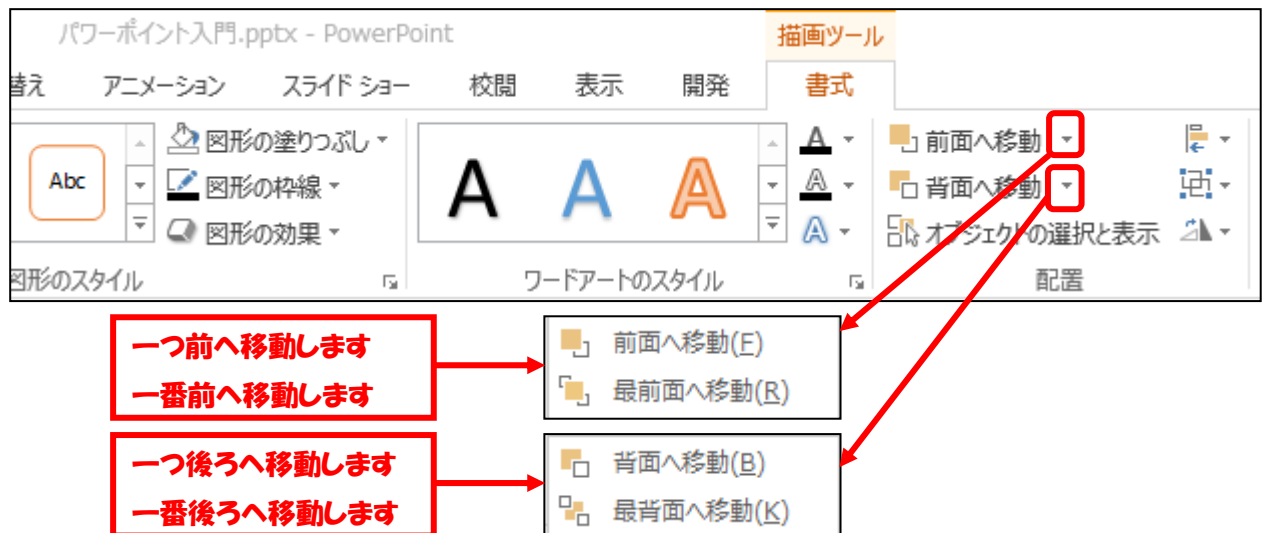 パワーポイント入門.pptx - PowerPoint
描画ツール
替え アニメーション スライド ショー 校閲 表示 開発 書式
Abc
図形の塗りつぶし
図形の枠線
図形の効果
図形のスタイル
A A A
ワードアートのスタイル
A
A
A
前面へ移動
背面へ移動
オブジェクトの選択と表示
配置
一つ前へ移動します
一番前へ移動します
前面へ移動(F)
最前面へ移動(R)
一つ後ろへ移動します
一番後ろへ移動します
背面へ移動(B)
最背面へ移動(K)